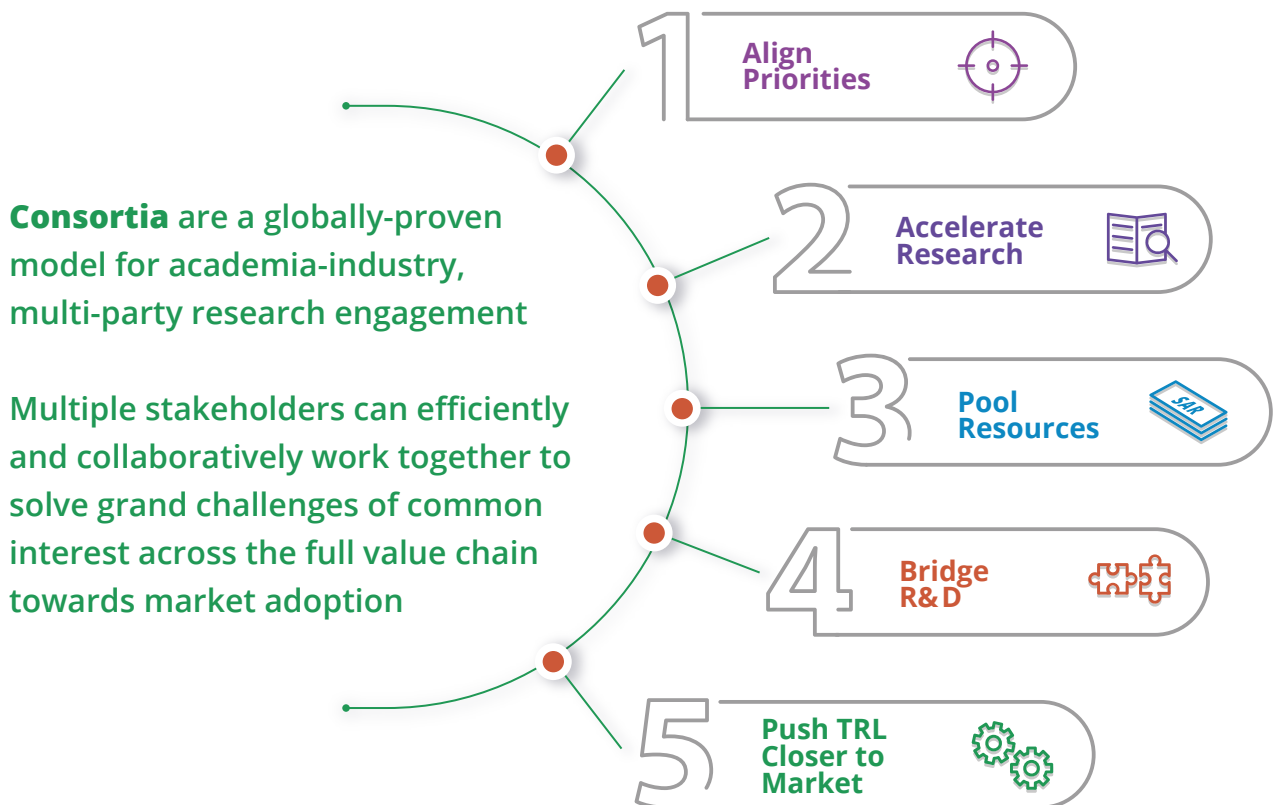 Consortia are a globally-proven
model for academia-industry,
multi-party research engagement
Multiple stakeholders can efficiently
and collaboratively work together to
solve grand challenges of common
interest across the full value chain
towards market adoption
1
Align
Priorities
2
Accelerate
Research
3
Pool
Resources
SAR
4
Bridge
R&D
5
Push TRL
Closer to
Market